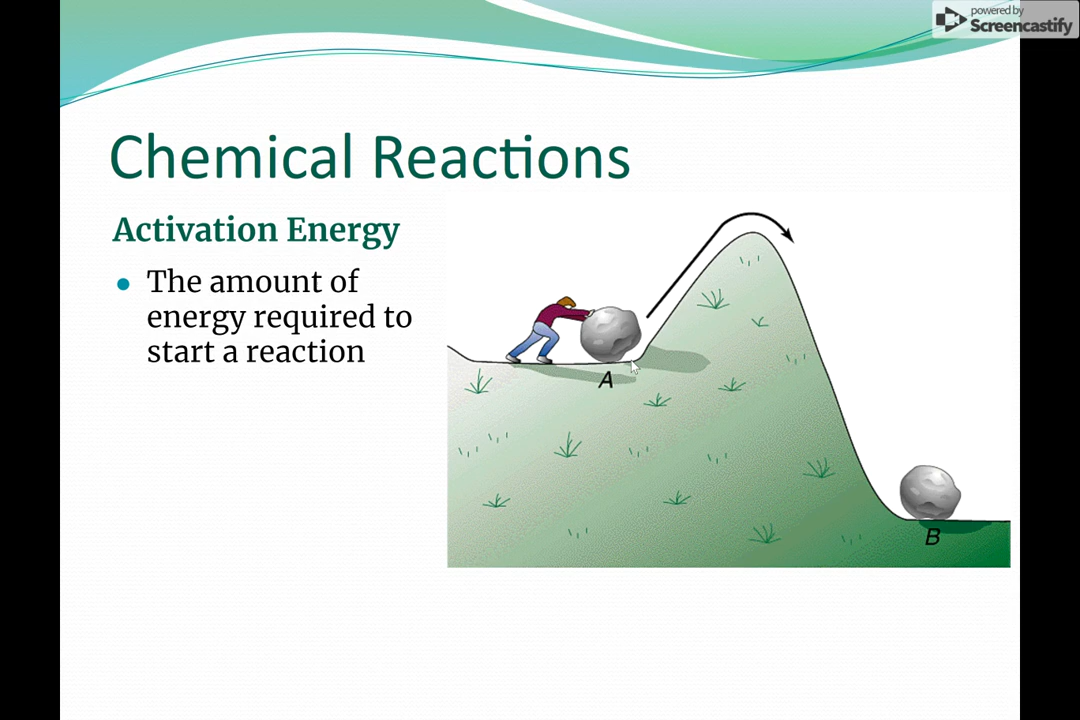 powered by
Screencastify
Chemical Reactions
Activation Energy
• The amount of
energy required to
start a reaction
A
B